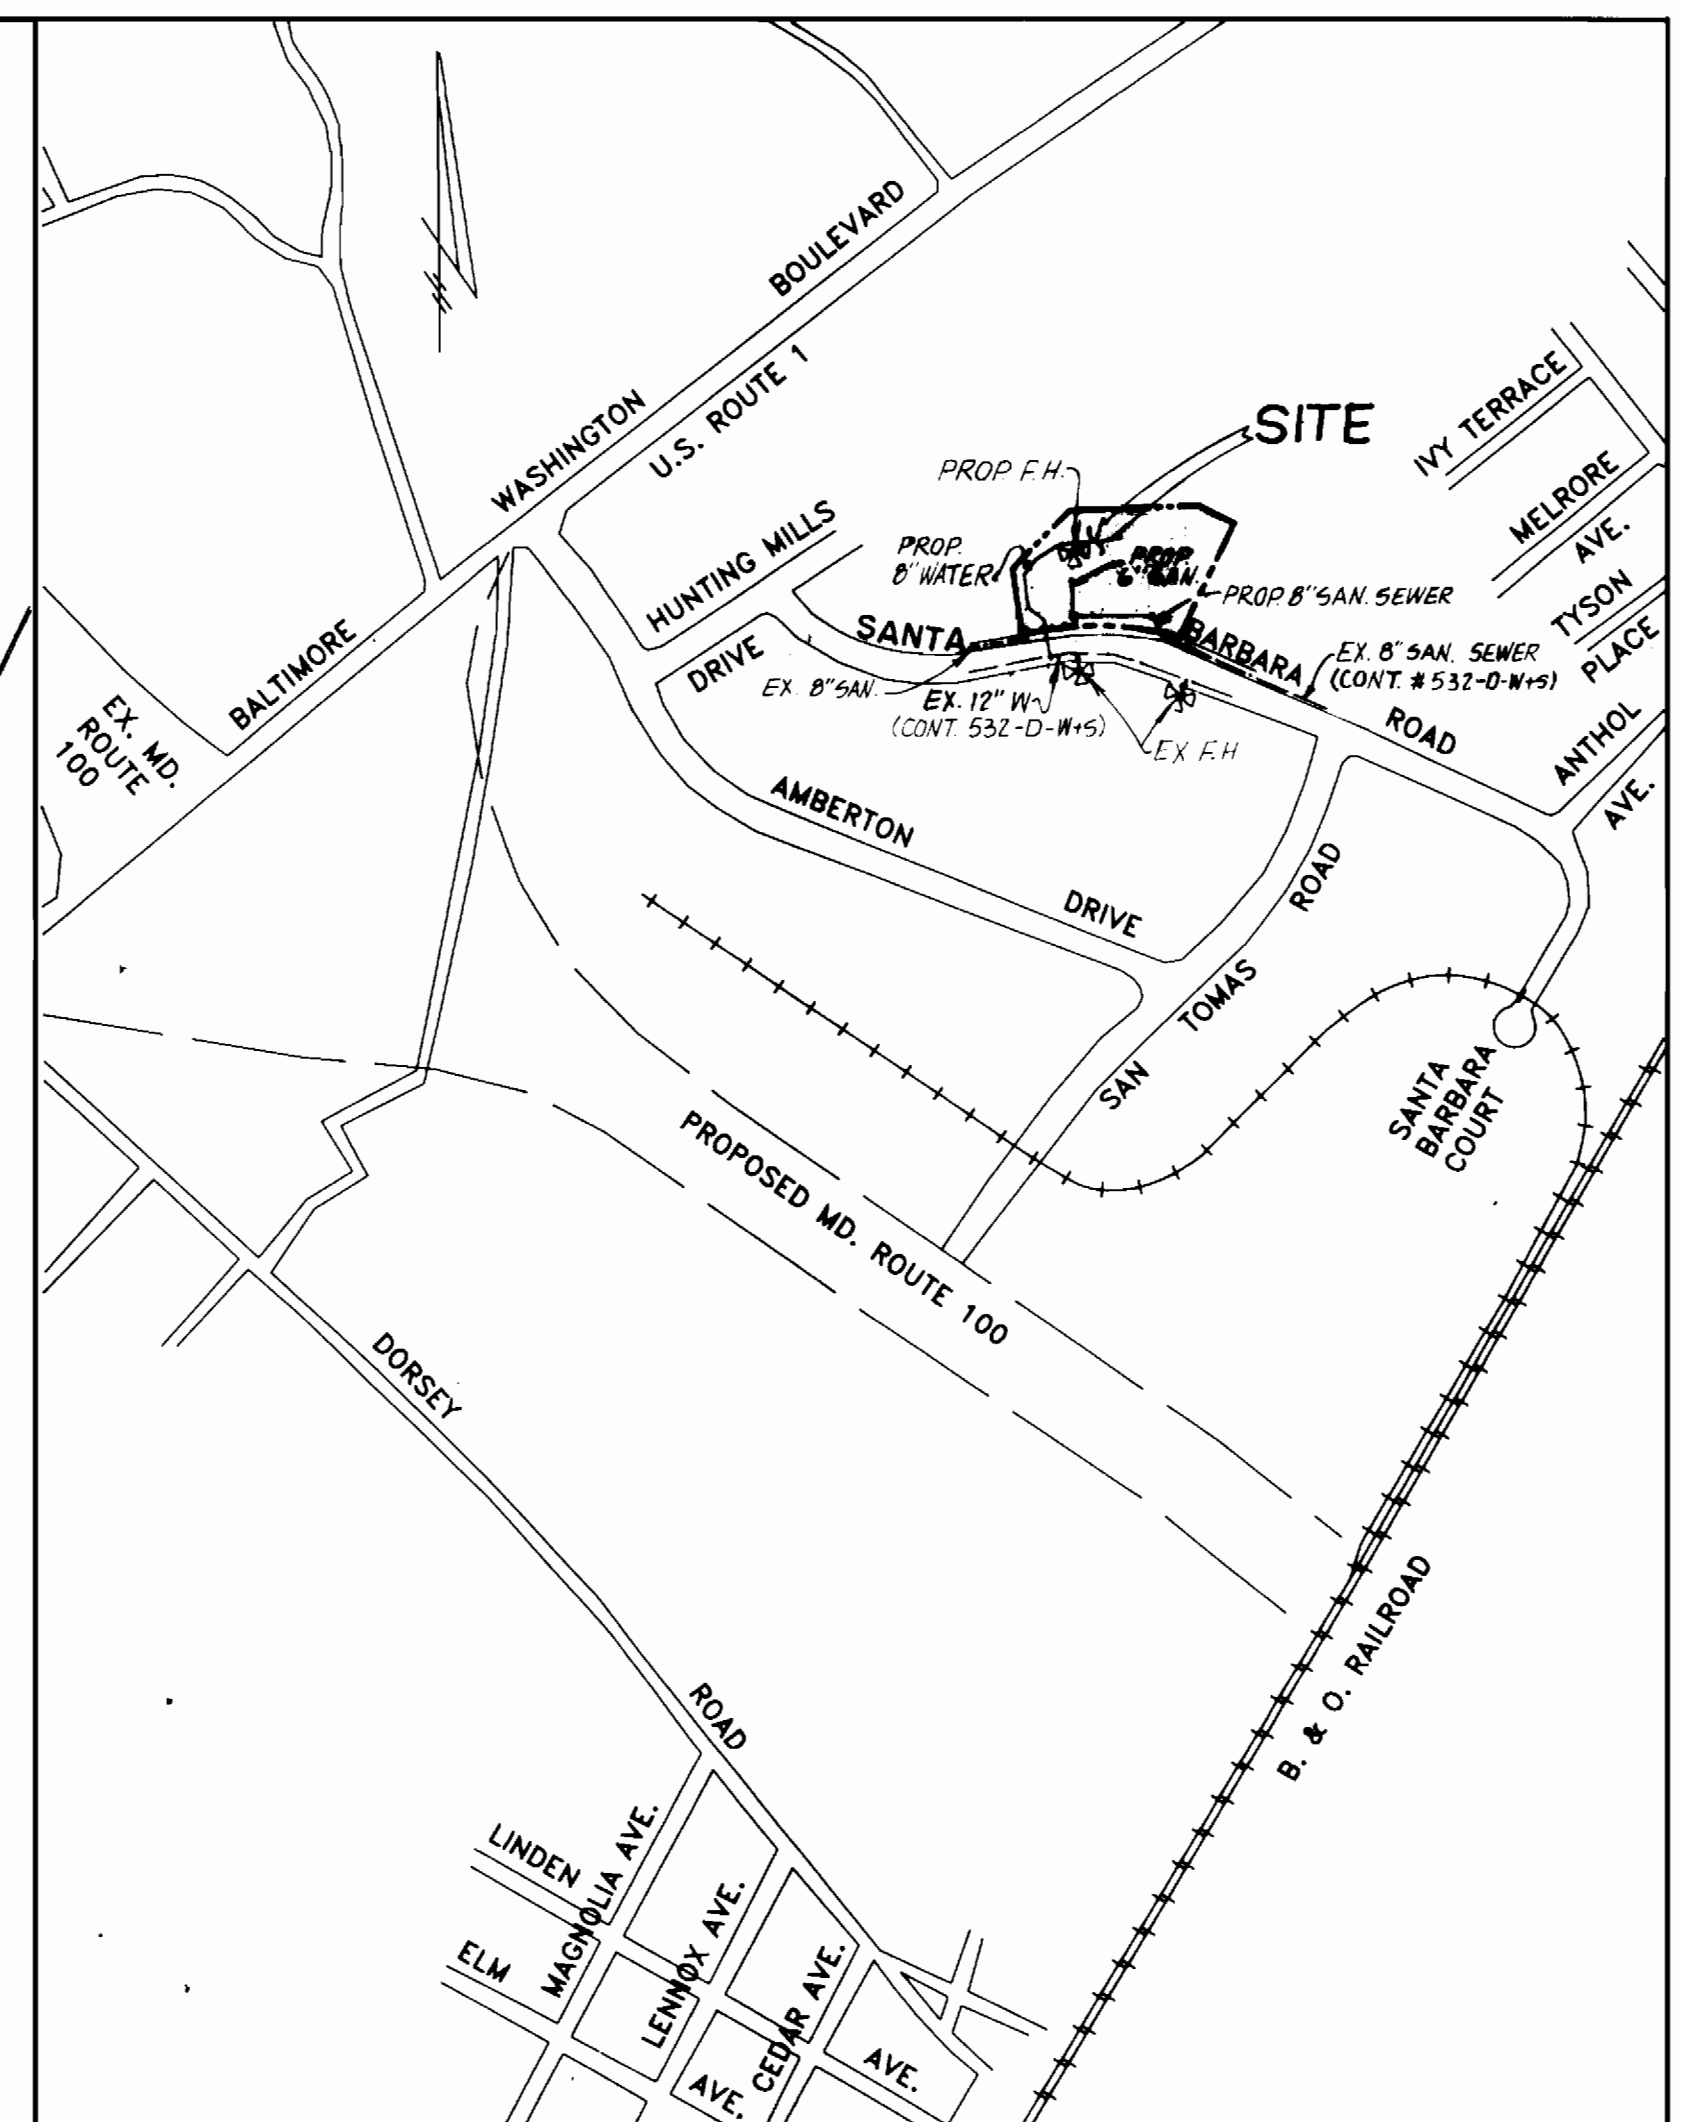 BOULEVARD
WASHINGTON
U.S. ROUTE 1
BALTIMORE
EX. MD.
ROUTE
100
HUNTING MILLS
DRIVE
SITE
PROP. F.H.
PROP.
8" WATER
PROP.
6" SAN.
PROP. 8" SAN. SEWER
SANTA
BARBARA
ROAD
EX. 8" SAN.
EX. 12" W
(CONT. 532-D-W+S)
EX F.H
EX. 8" SAN. SEWER
(CONT. #532-D-W+S)
IVY TERRACE
MELRORE
AVE.
TYSON
PLACE
ANTHOL
AVE.
AMBERTON
DRIVE
SAN
TOMAS
ROAD
SANTA
BARBARA
COURT
PROPOSED MD. ROUTE 100
DORSEY
ROAD
B. & O. RAILROAD
LINDEN
MAGNOLIA AVE.
ELM
LENNOX AVE.
CEDAR AVE.
AVE.
AVE.